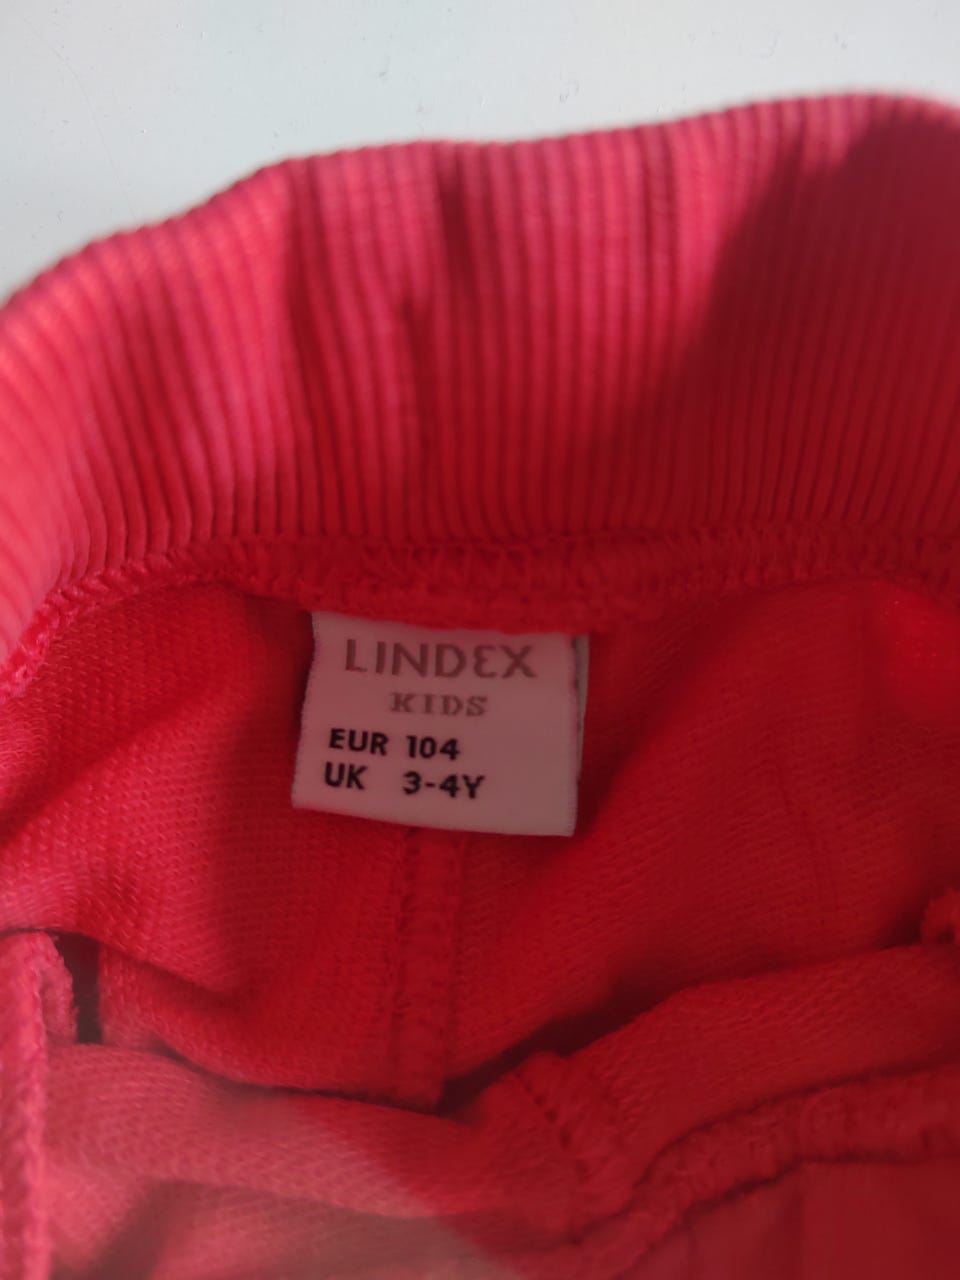 LINDEX
KIDS
EUR 104
UK 3-4Y